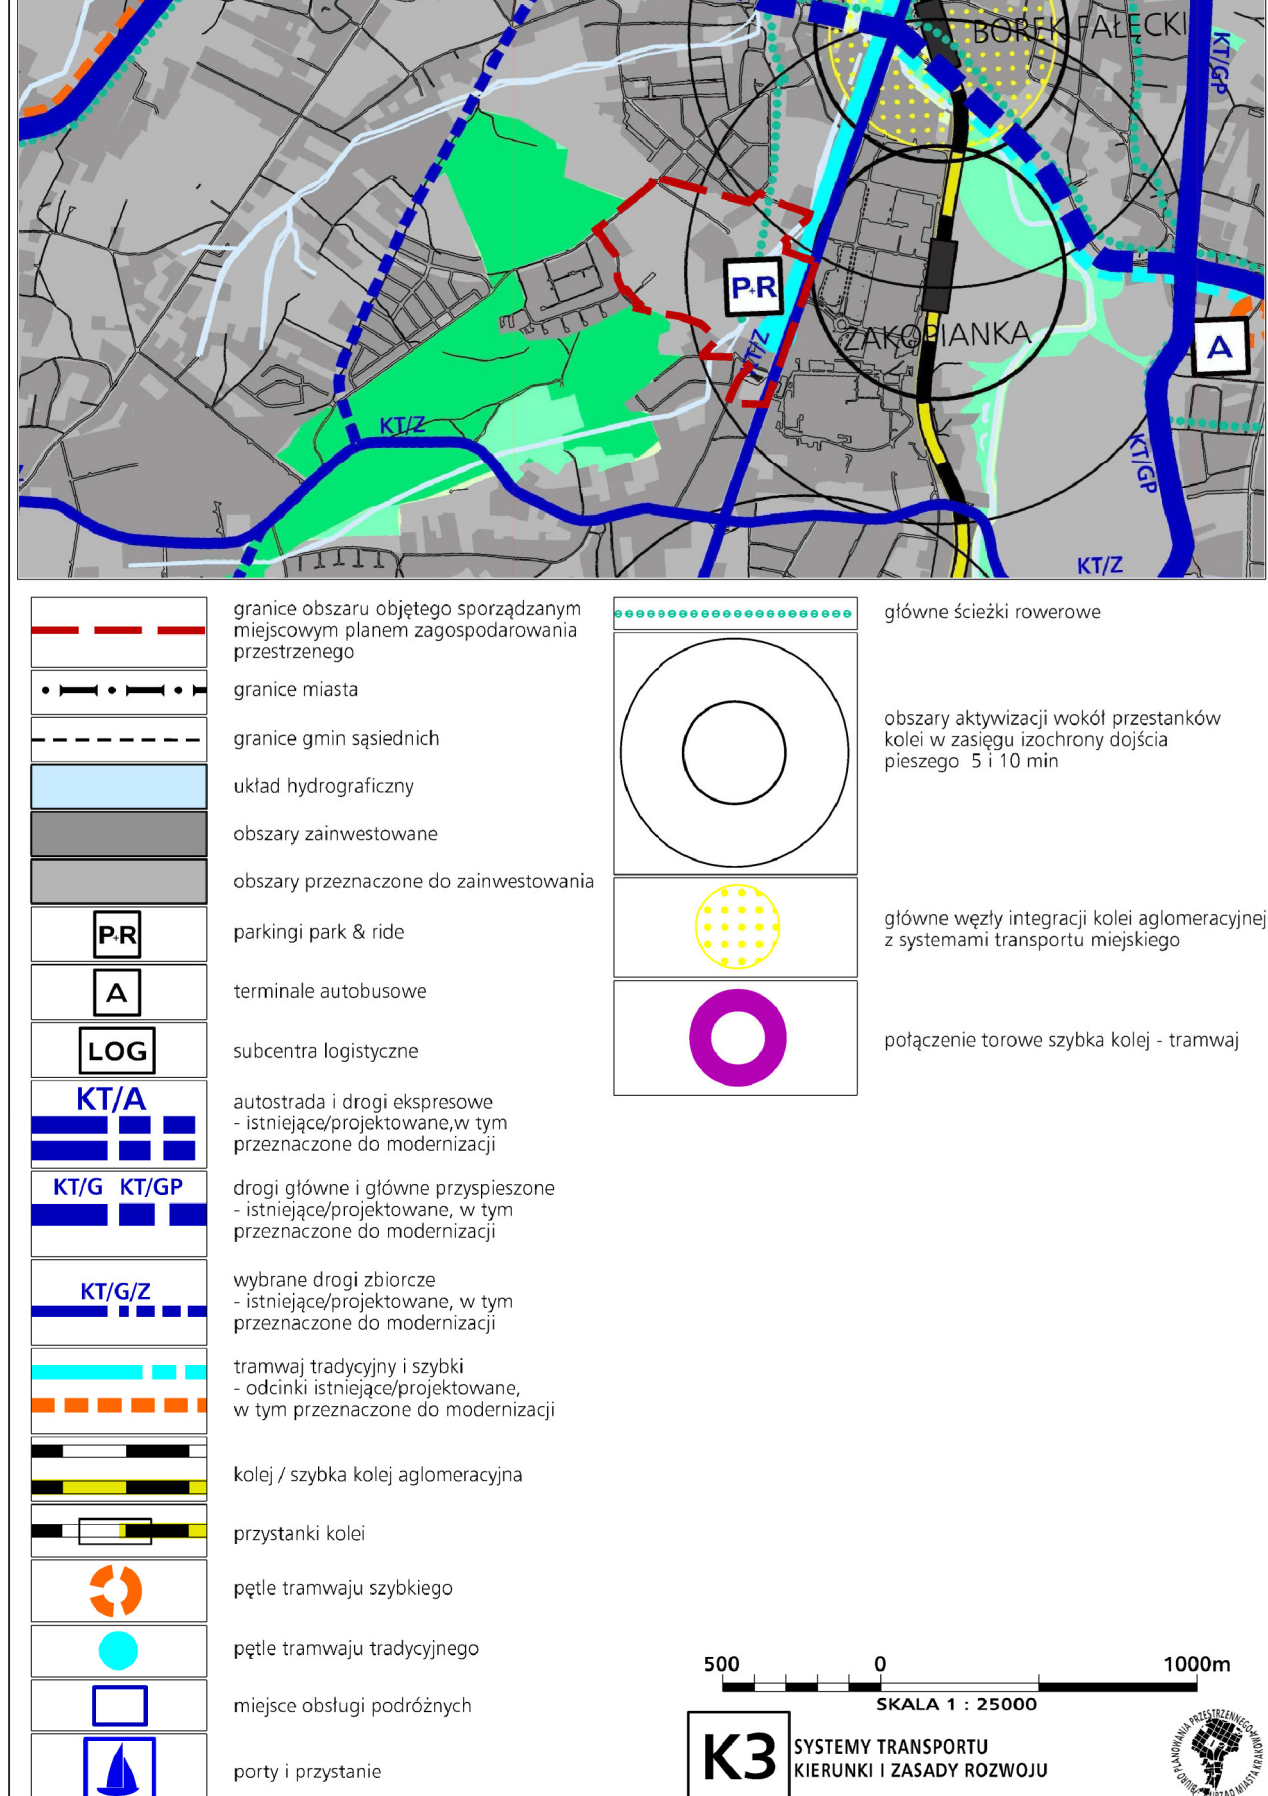 BOREK FAŁĘCKI
KT/GP
P+R
ZAKOPIANKA
A
KT/Z
KT/Z
KT/GP
KT/Z
granice obszaru objętego sporządzanym
miejscowym planem zagospodarowania
przestrzenego
granice miasta
granice gmin sąsiednich
układ hydrograficzny
obszary zainwestowane
obszary przeznaczone do zainwestowania
P+R
parkingi park & ride
A
terminale autobusowe
LOG
subcentra logistyczne
KT/A
autostrada i drogi ekspresowe
- istniejące/projektowane,w tym
przeznaczone do modernizacji
KT/G KT/GP
drogi główne i główne przyspieszone
- istniejące/projektowane, w tym
przeznaczone do modernizacji
KT/G/Z
wybrane drogi zbiorcze
- istniejące/projektowane, w tym
przeznaczone do modernizacji
tramwaj tradycyjny i szybki
- odcinki istniejące/projektowane,
w tym przeznaczone do modernizacji
kolej / szybka kolej aglomeracyjna
przystanki kolei
pętle tramwaju szybkiego
pętle tramwaju tradycyjnego
miejsce obsługi podróżnych
porty i przystanie
główne ścieżki rowerowe
obszary aktywizacji wokół przestanków
kolei w zasięgu izochrony dojścia
pieszego 5 i 10 min
główne węzły integracji kolei aglomeracyjnej
z systemami transportu miejskiego
połączenie torowe szybka kolej - tramwaj
500 0 1000m
SKALA 1 : 25000
K3
SYSTEMY TRANSPORTU
KIERUNKI I ZASADY ROZWOJU
BIURO PLANOWANIA PRZESTRZENNEGO
URZĄD MIASTA KRAKOWA